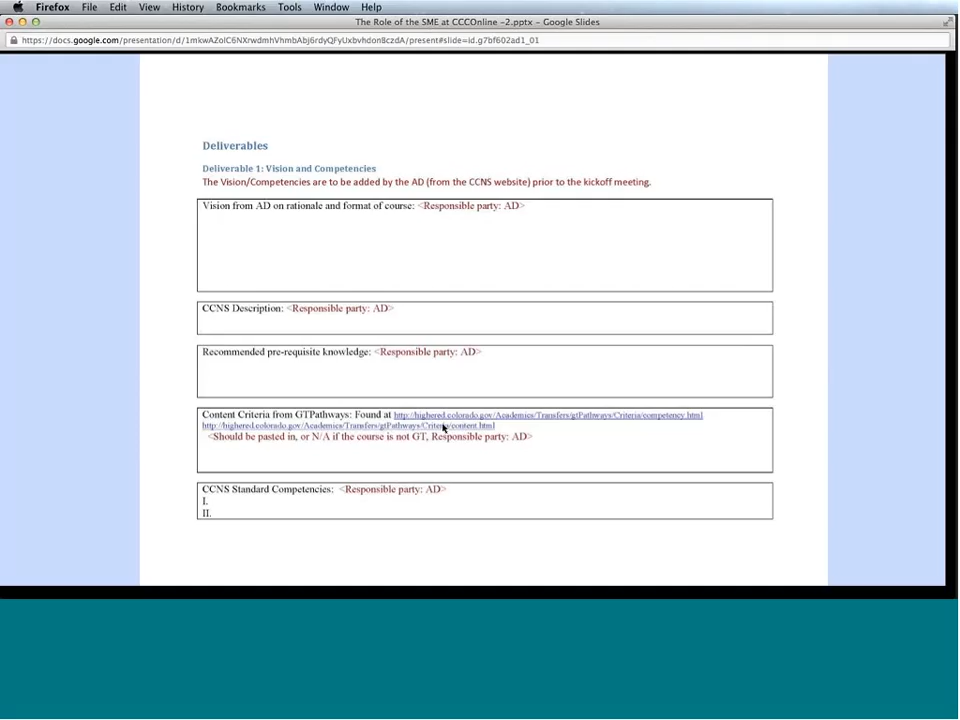 Firefox File Edit View History Bookmarks Tools Window Help
The Role of the SME at CCCOnline -2.pptx - Google Slides
https://docs.google.com/presentation/d/1mkwAZolC6NXrwdmhVhmbAbj6rdyQFyUxbvhdon8czdA/present#slide=id.g7bf602ad1_01
Deliverables
Deliverable 1: Vision and Competencies
The Vision/Competencies are to be added by the AD (from the CCNS website) prior to the kickoff meeting.
Vision from AD on rationale and format of course: <Responsible party: AD>
CCNS Description: <Responsible party: AD>
Recommended pre-requisite knowledge: <Responsible party: AD>
Content Criteria from GTPathways: Found at http://highered.colorado.gov/Academics/Transfers/gtPathways/Criteria/competency.html
http://highered.colorado.gov/Academics/Transfers/gtPathways/Criteria/content.html
<Should be pasted in, or N/A if the course is not GT, Responsible party: AD>
CCNS Standard Competencies: <Responsible party: AD>
I.
II.